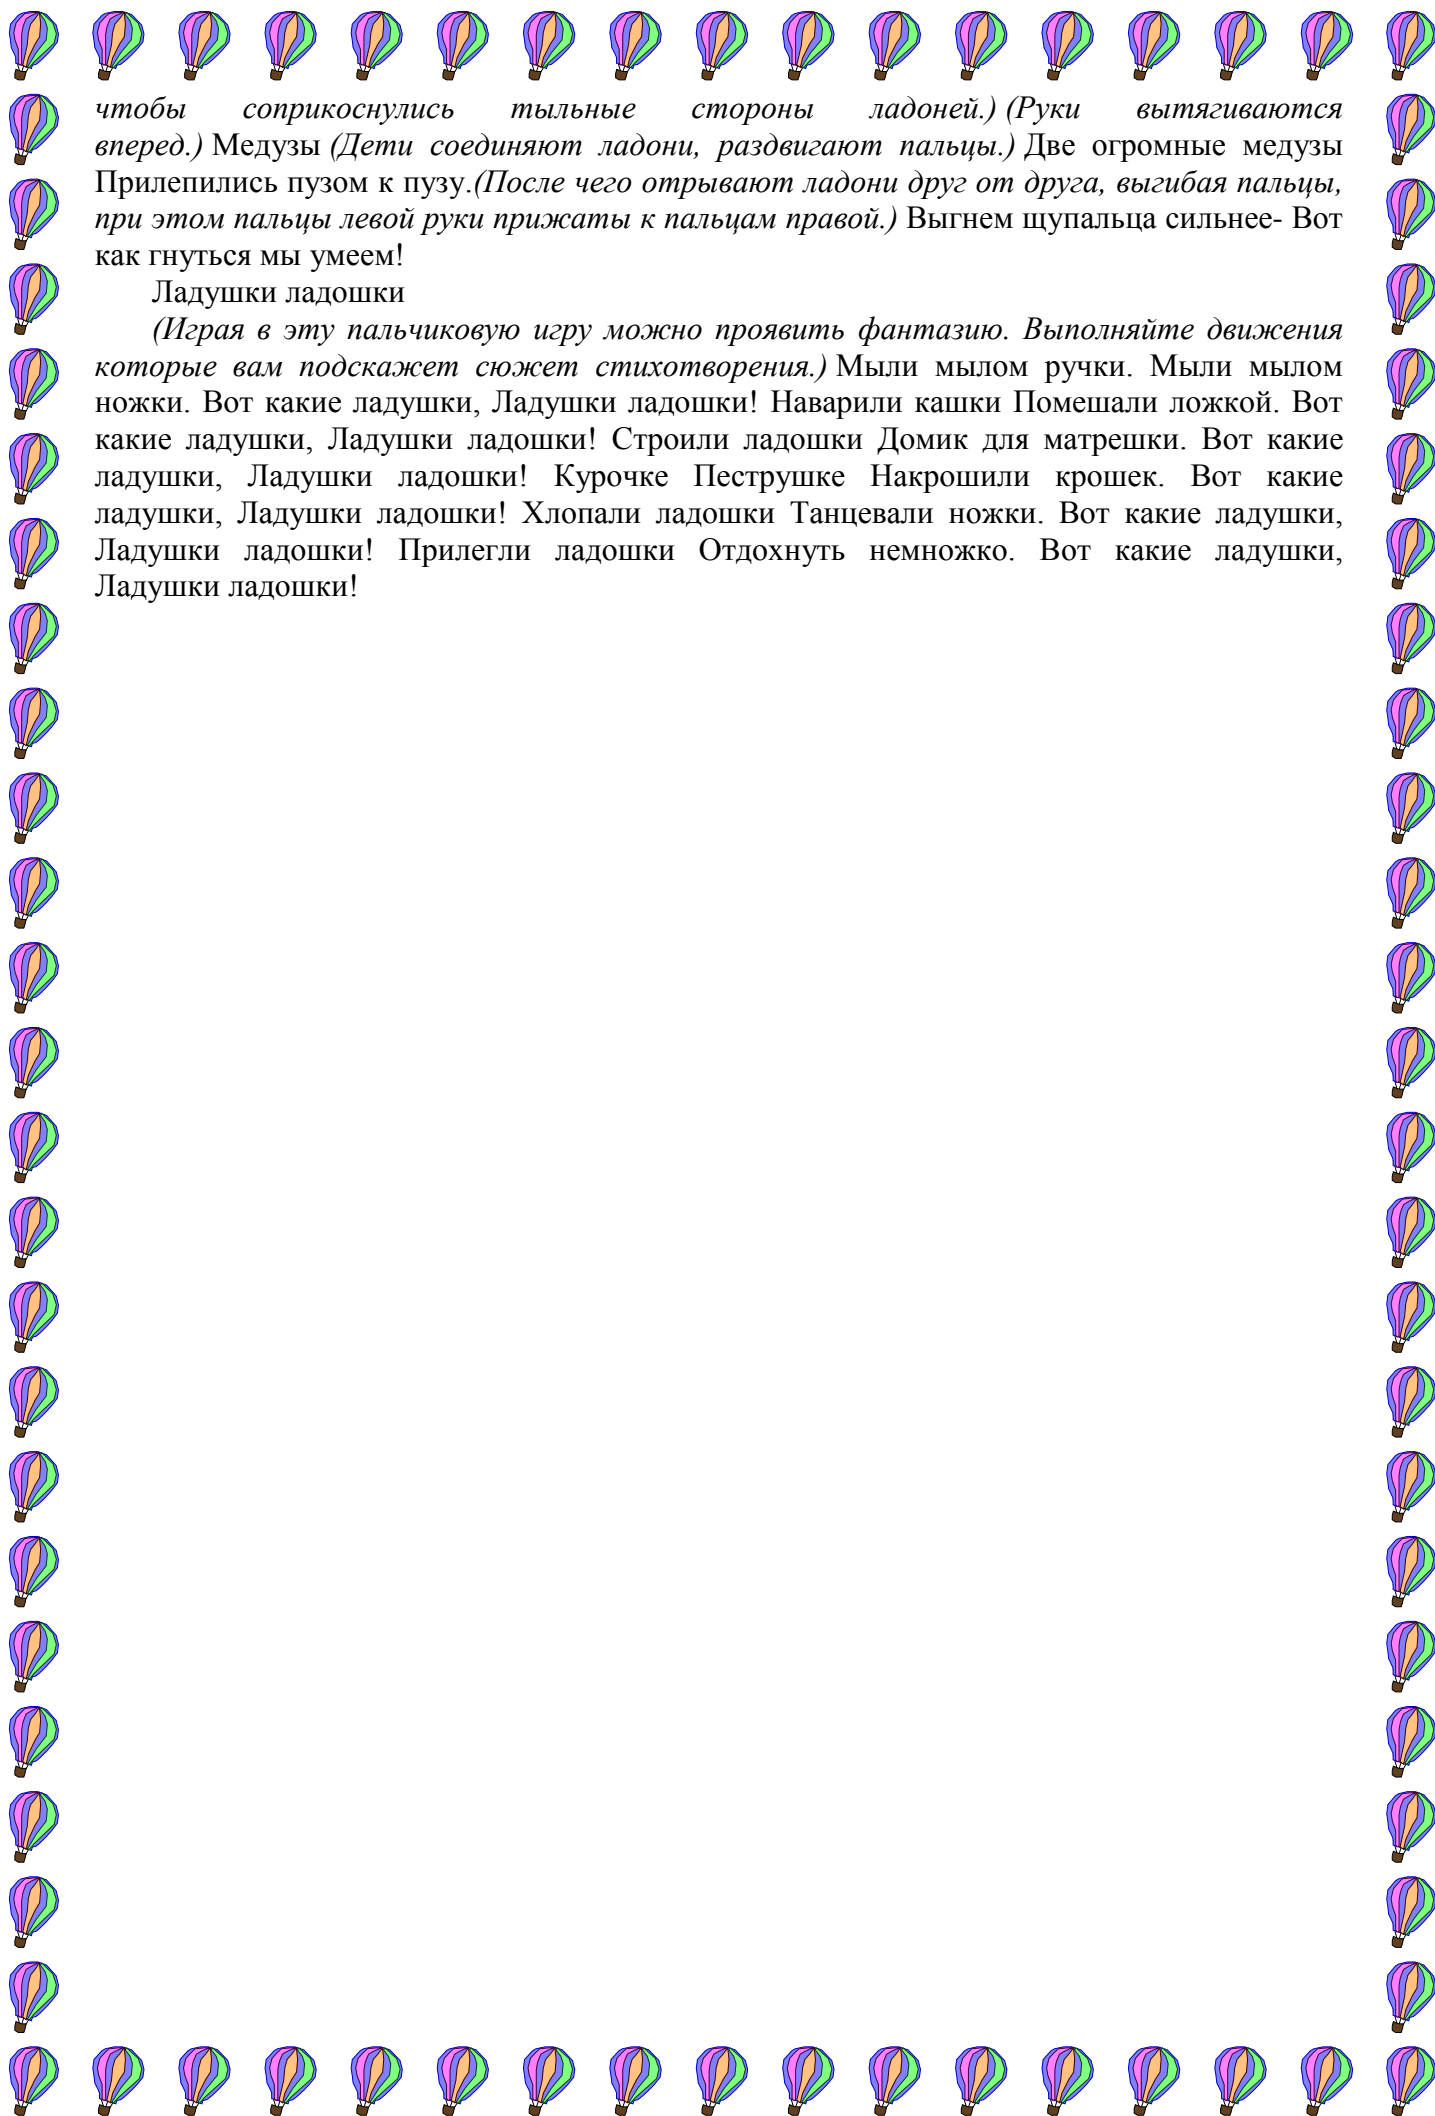 чтобы соприкоснулись тыльные стороны ладоней.) (Руки вытягиваются
вперед.) Медузы (Дети соединяют ладони, раздвигают пальцы.) Две огромные медузы
Прилепились пузом к пузу.(После чего отрывают ладони друг от друга, выгибая пальцы,
при этом пальцы левой руки прижаты к пальцам правой.) Выгнем щупальца сильнее- Вот
как гнуться мы умеем!
Ладушки ладошки
(Играя в эту пальчиковую игру можно проявить фантазию. Выполняйте движения
которые вам подскажет сюжет стихотворения.) Мыли мылом ручки. Мыли мылом
ножки. Вот какие ладушки, Ладушки ладошки! Наварили кашки Помешали ложкой. Вот
какие ладушки, Ладушки ладошки! Строили ладошки Домик для матрешки. Вот какие
ладушки, Ладушки ладошки! Курочке Пеструшке Накрошили крошек. Вот какие
ладушки, Ладушки ладошки! Хлопали ладошки Танцевали ножки. Вот какие ладушки,
Ладушки ладошки! Прилегли ладошки Отдохнуть немножко. Вот какие ладушки,
Ладушки ладошки!